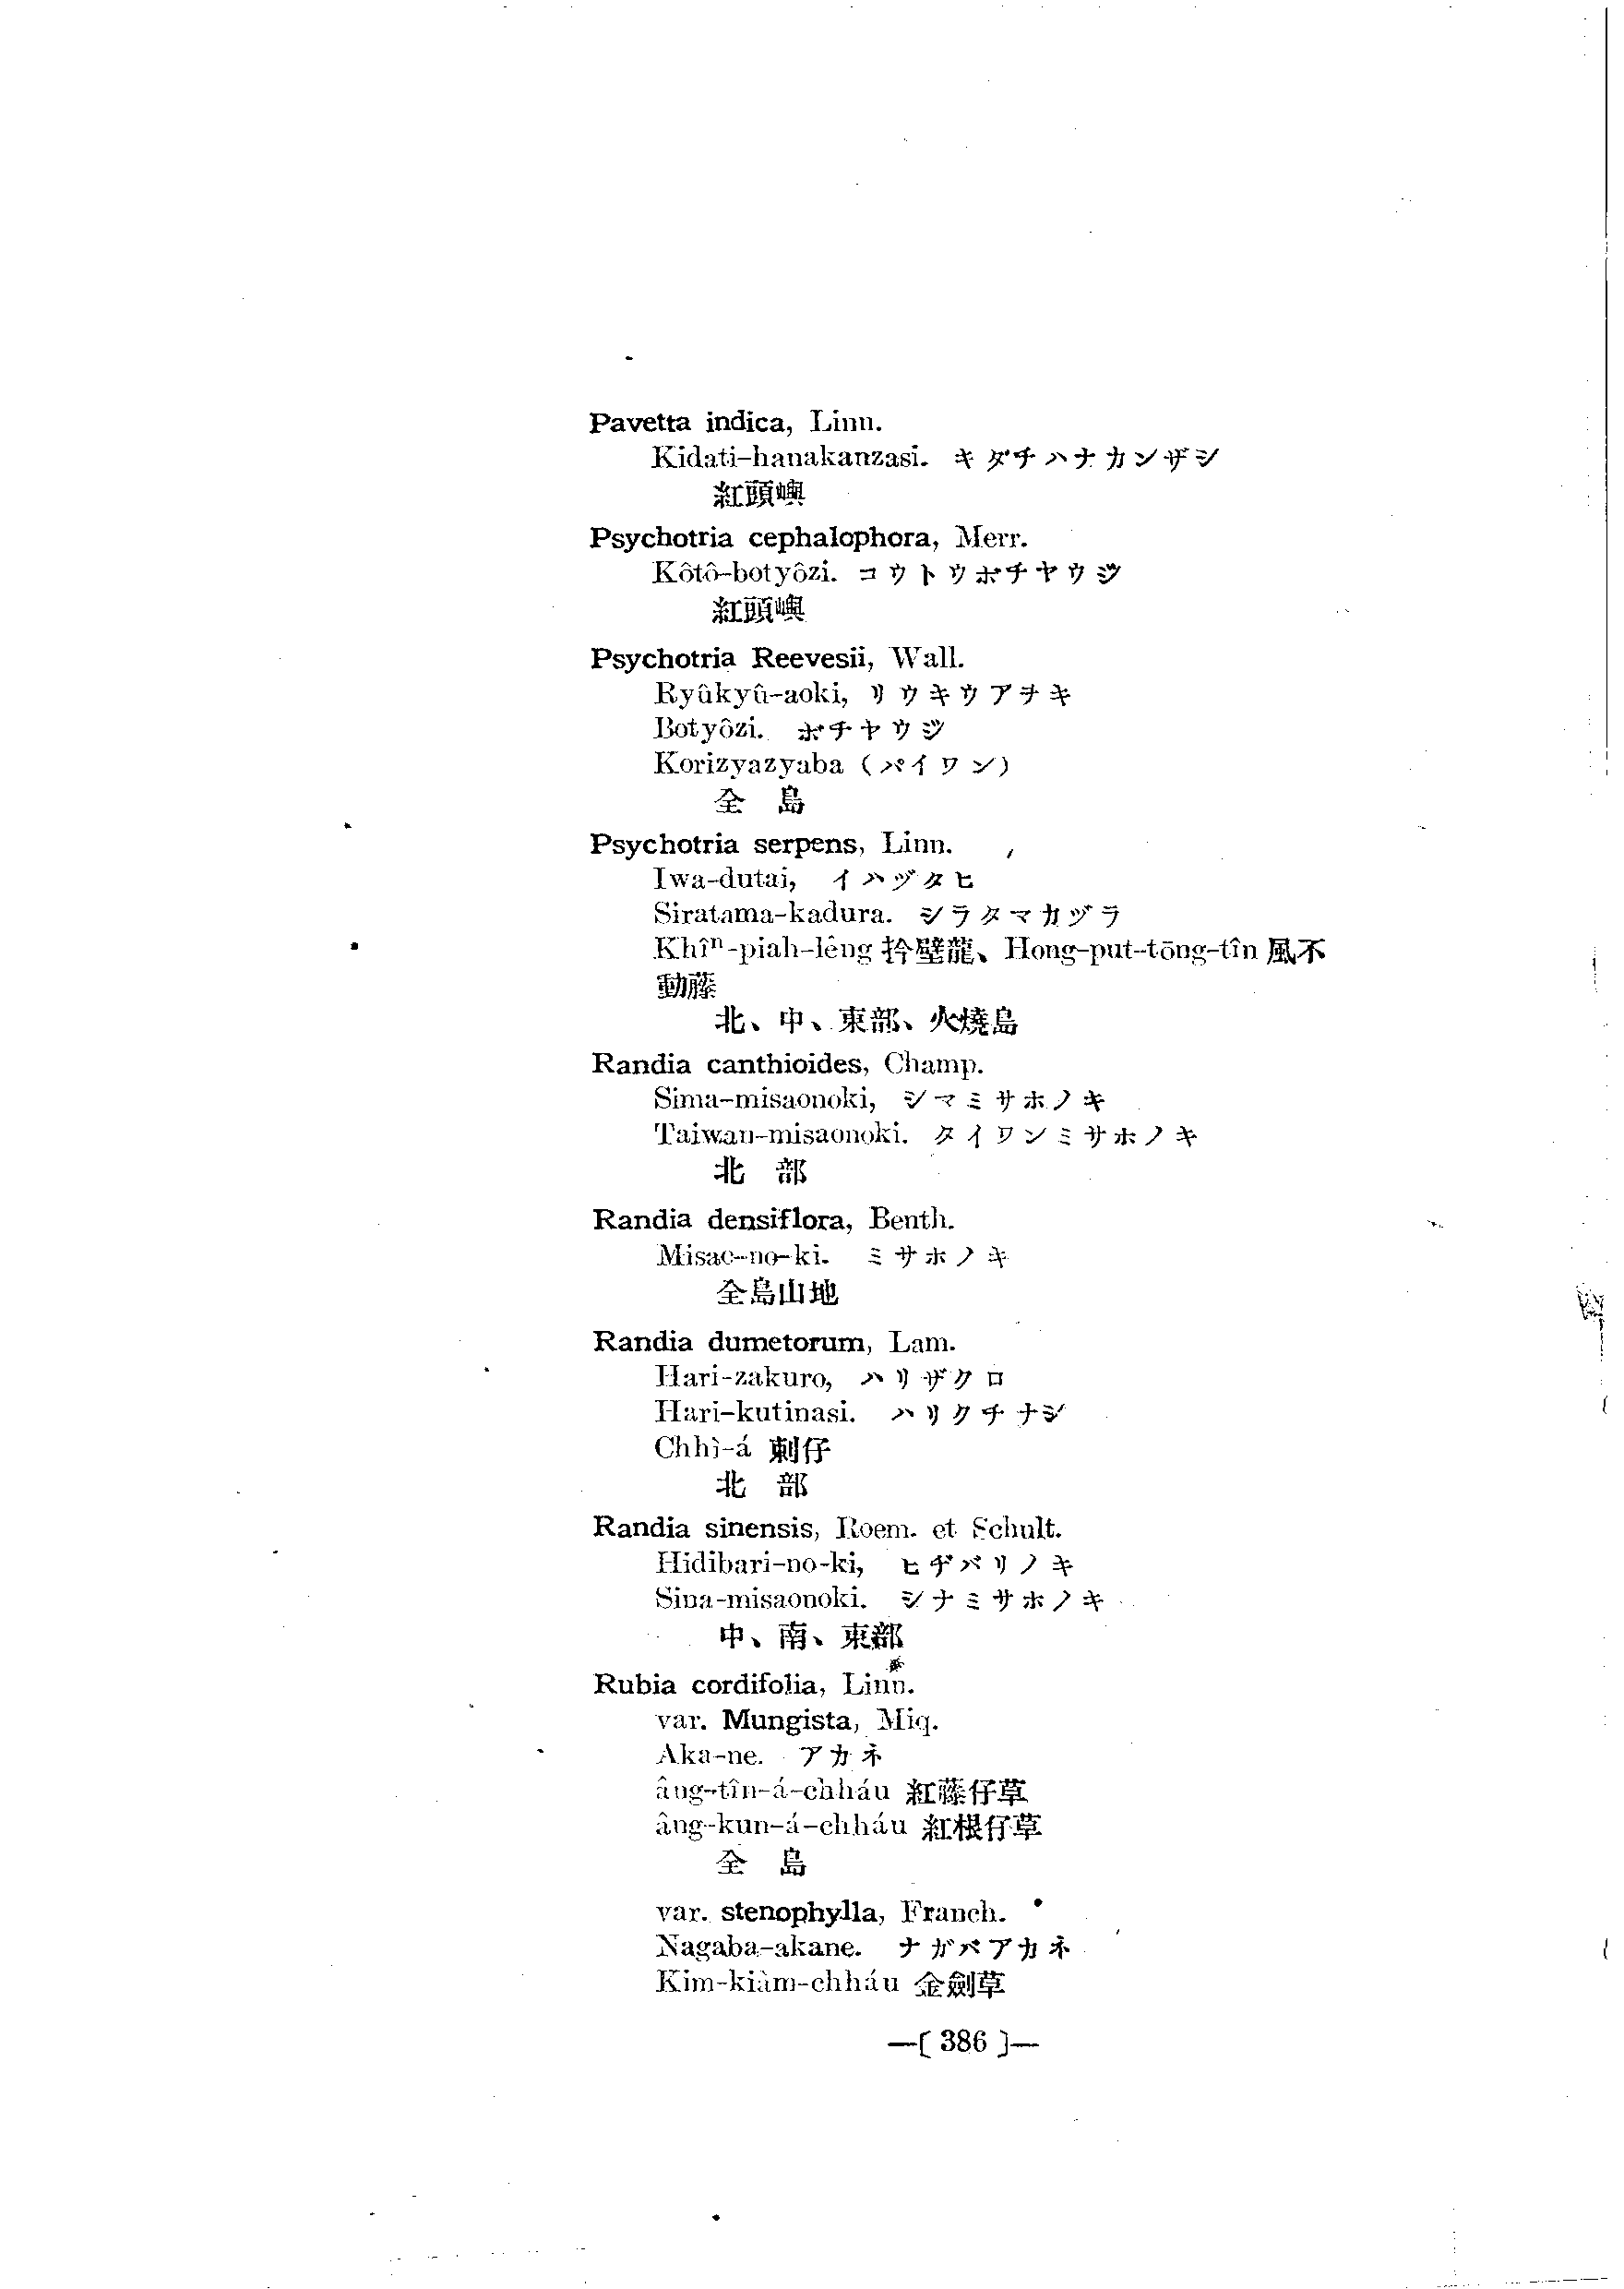 Pavetta indica, Linn.
Kidati-hanakanzasi. キダチハナカンザシ
紅頭嶼
Psychotria cephalophora, Merr.
Kôtô-botyôzi. コウトウボチヤウジ
紅頭嶼
Psychotria Reevesii, Wall.
Ryûkyû-aoki, リウキウアヲキ
Botyôzi. ボチヤウジ
Korizyazyaba (パイワン)
全島
Psychotria serpens, Linn.
Iwa-dutai, イハヅタヒ
Siratama-kadura. シラタマカヅラ
Khîⁿ-piah-lêng 拎壁龍、Hong-put-tōng-tîn 風不
動藤
北、中、東部、火燒島
Randia canthioides, Champ.
Sima-misaonoki, シマミサホノキ
Taiwan-misaonoki. タイワンミサホノキ
北部
Randia densiflora, Benth.
Misao-no-ki. ミサホノキ
全島山地
Randia dumetorum, Lam.
Hari-zakuro, ハリザクロ
Hari-kutinasi. ハリクチナシ
Chhì-á 刺仔
北部
Randia sinensis, Roem. et Schult.
Hidibari-no-ki, ヒヂバリノキ
Sina-misaonoki. シナミサホノキ
中、南、東部
Rubia cordifolia, Linn.
var. Mungista, Miq.
Aka-ne. アカネ
âng-tîn-á-chháu 紅藤仔草
âng-kun-á-chháu 紅根仔草
全島
var. stenophylla, Franch.
Nagaba-akane. ナガバアカネ
Kim-kiàm-chháu 金劍草
—[ 386 ]—